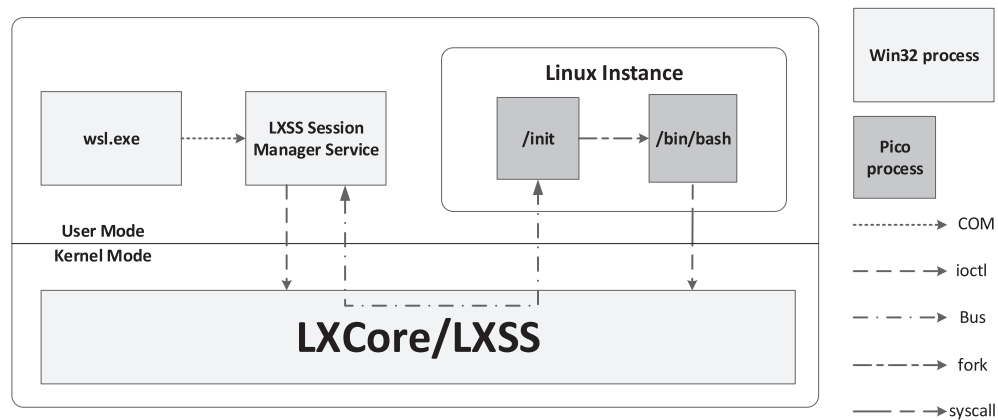 Linux Instance
wsl.exe
LXSS Session
Manager Service
/init
/bin/bash
User Mode
Kernel Mode
LXCore/LXSS
Win32 process
Pico
process
COM
ioctl
Bus
fork
syscall